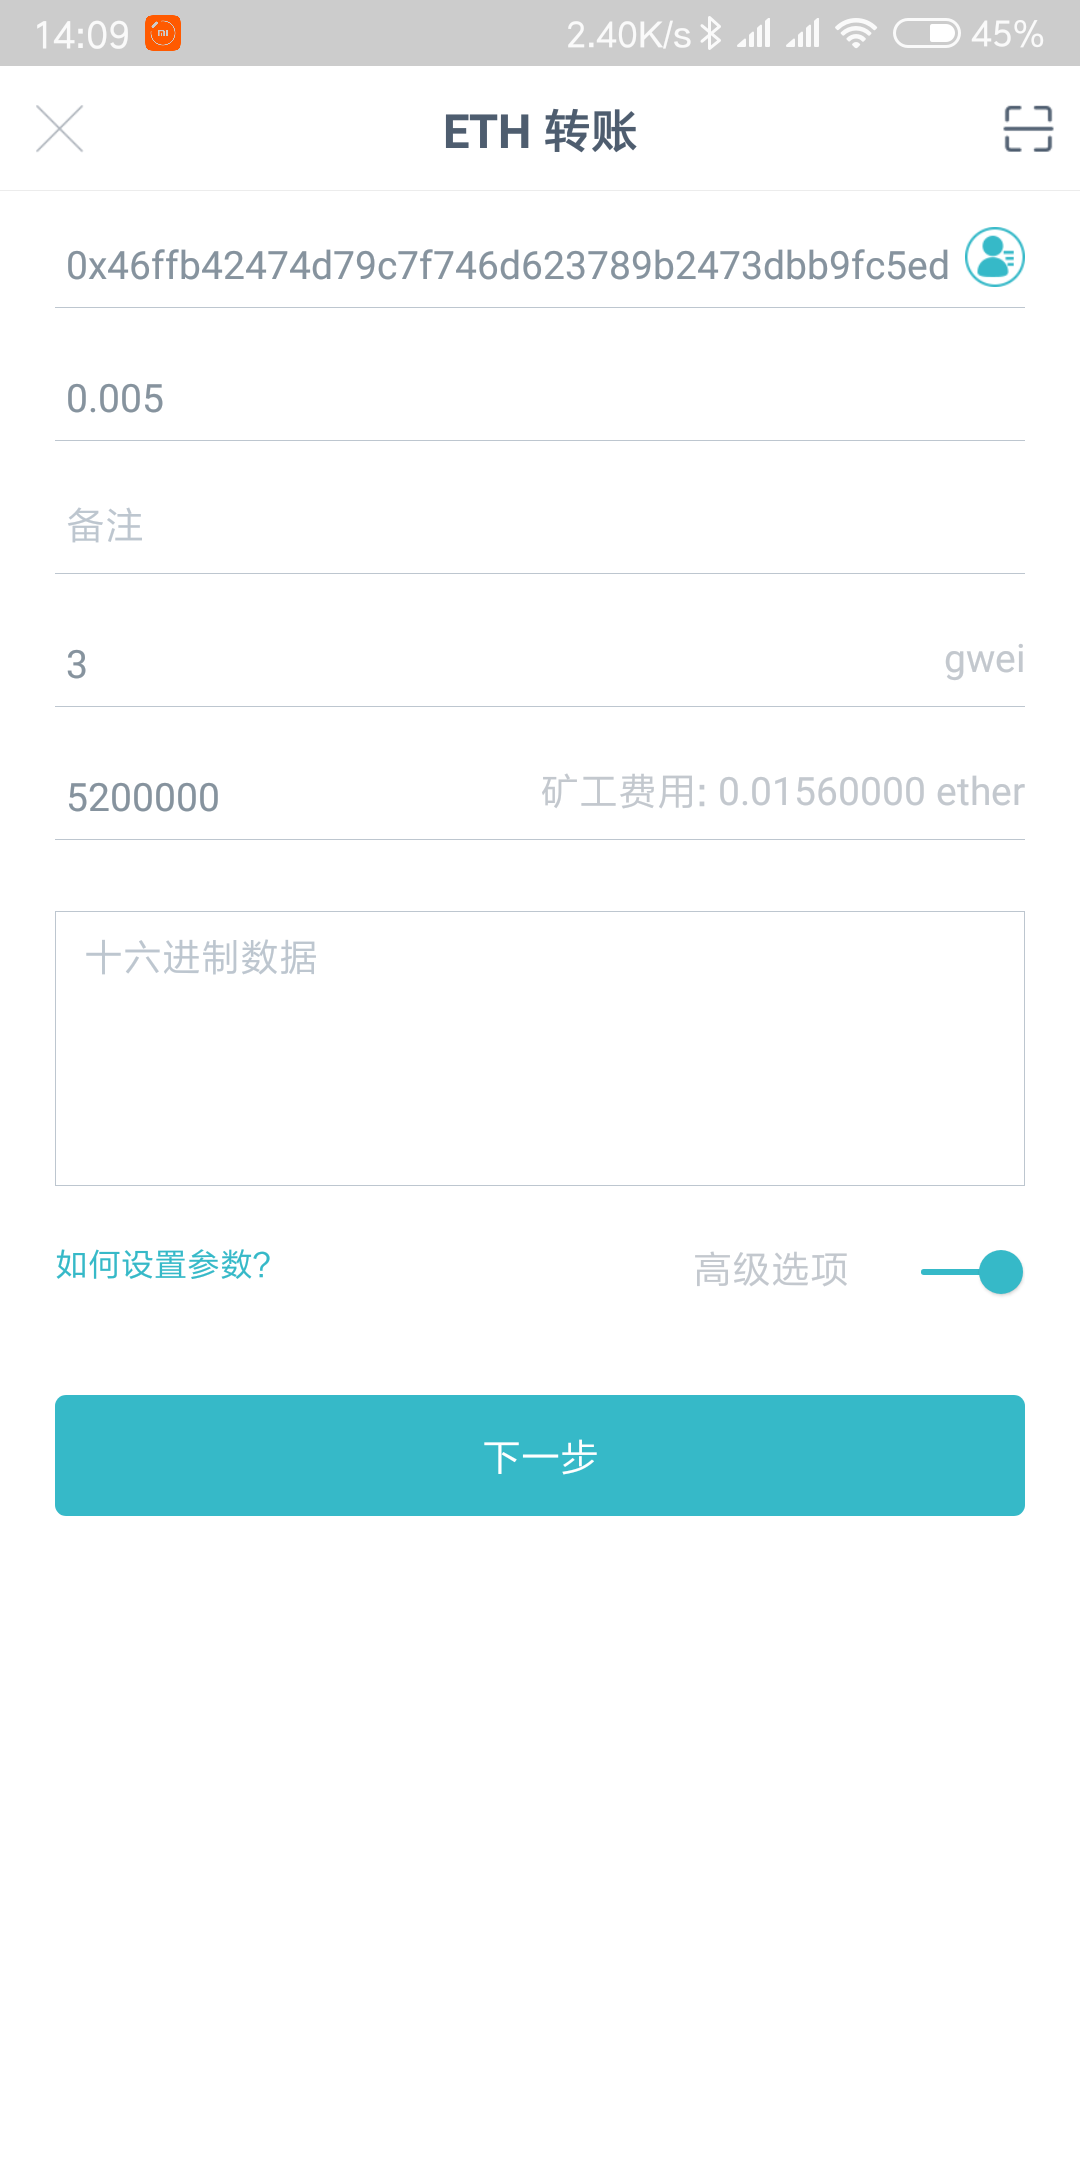 14:09 2.40K/s 45%
ETH 转账
0x46ffb42474d79c7f746d623789b2473dbb9fc5ed
0.005
备注
3 gwei
5200000 矿工费用: 0.01560000 ether
十六进制数据
如何设置参数? 高级选项
下一步